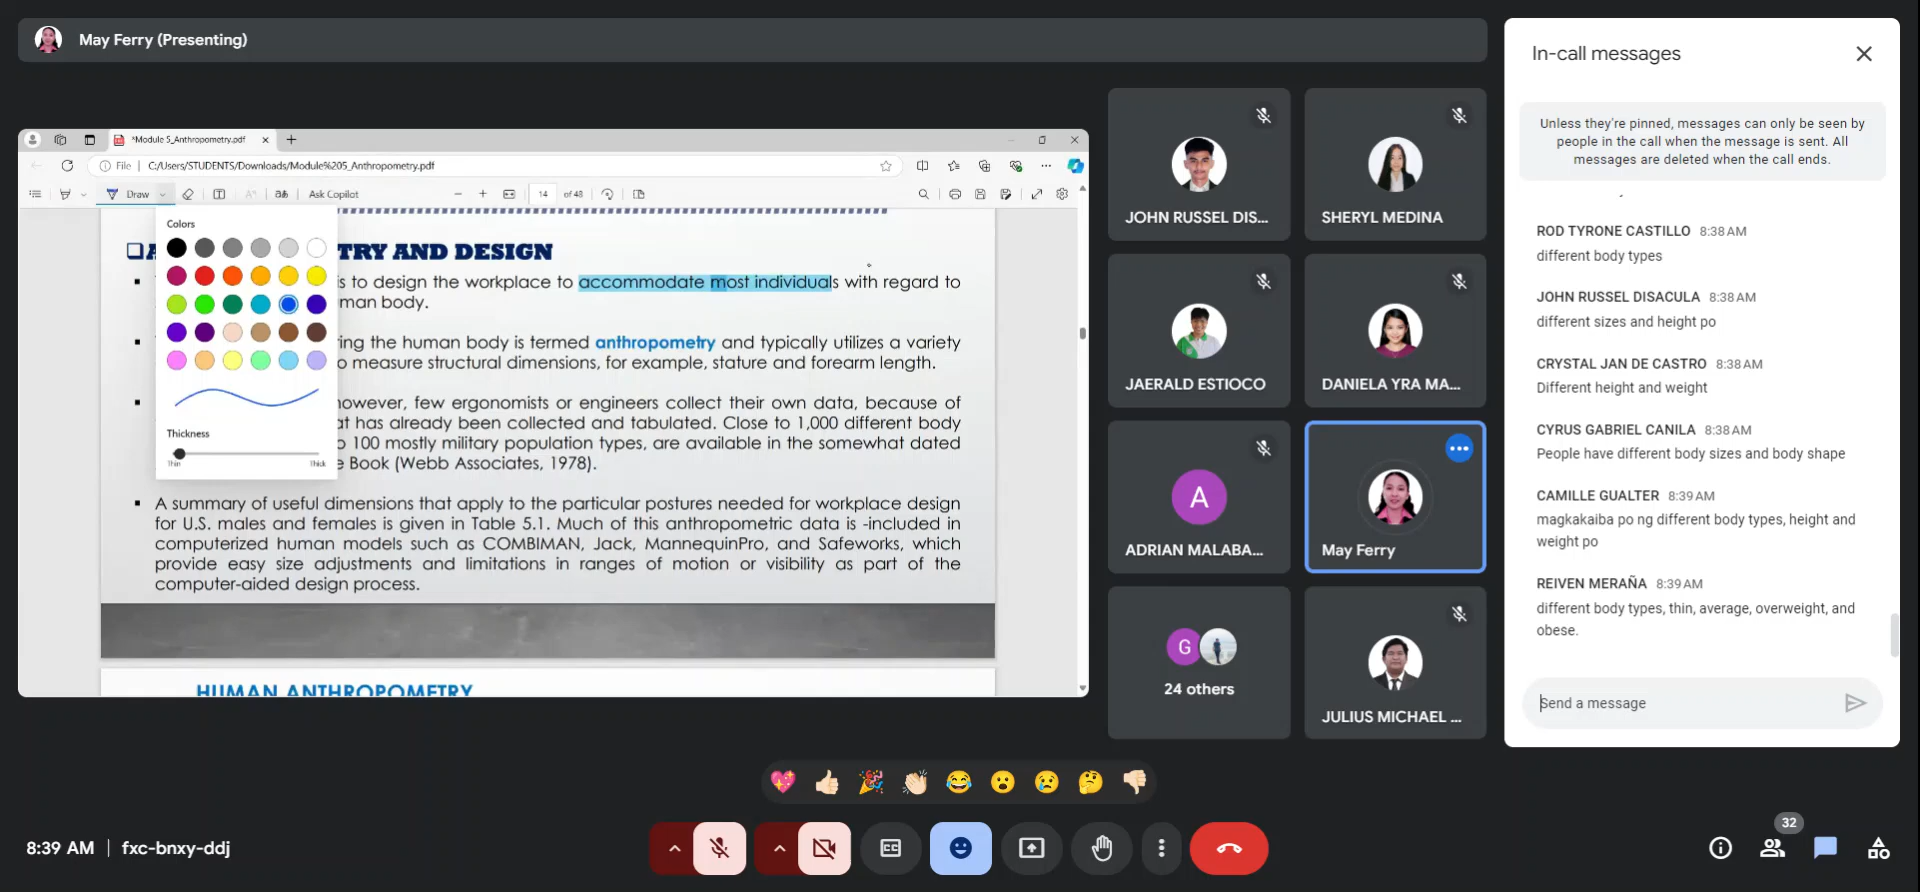 May Ferry (Presenting)
*Module 5_Anthropometry.pdf
File
C:/Users/STUDENTS/Downloads/Module%205_Anthropometry.pdf
Draw
Ask Copilot
14
of 48
TRY AND DESIGN
is to design the workplace to accommodate most individuals with regard to
man body.
ring the human body is termed anthropometry and typically utilizes a variety
o measure structural dimensions, for example, stature and forearm length.
owever, few ergonomists or engineers collect their own data, because of
at has already been collected and tabulated. Close to 1,000 different body
o 100 mostly military population types, are available in the somewhat dated
e Book (Webb Associates, 1978).
A summary of useful dimensions that apply to the particular postures needed for workplace design
for U.S. males and females is given in Table 5.1. Much of this anthropometric data is -included in
computerized human models such as COMBIMAN, Jack, MannequinPro, and Safeworks, which
provide easy size adjustments and limitations in ranges of motion or visibility as part of the
computer-aided design process.
HUMAN ANTHROPOMETRY
Colors
Thickness
Thin
Thick
JOHN RUSSEL DIS...
SHERYL MEDINA
JAERALD ESTIOCO
DANIELA YRA MA...
A
ADRIAN MALABA...
May Ferry
G
24 others
JULIUS MICHAEL ...
In-call messages
Unless they're pinned, messages can only be seen by
people in the call when the message is sent. All
messages are deleted when the call ends.
ROD TYRONE CASTILLO 8:38 AM
different body types
JOHN RUSSEL DISACULA 8:38 AM
different sizes and height po
CRYSTAL JAN DE CASTRO 8:38 AM
Different height and weight
CYRUS GABRIEL CANILA 8:38 AM
People have different body sizes and body shape
CAMILLE GUALTER 8:39 AM
magkakaiba po ng different body types, height and
weight po
REIVEN MERAÑA 8:39 AM
different body types, thin, average, overweight, and
obese.
Send a message
8:39 AM
fxc-bnxy-ddj
32